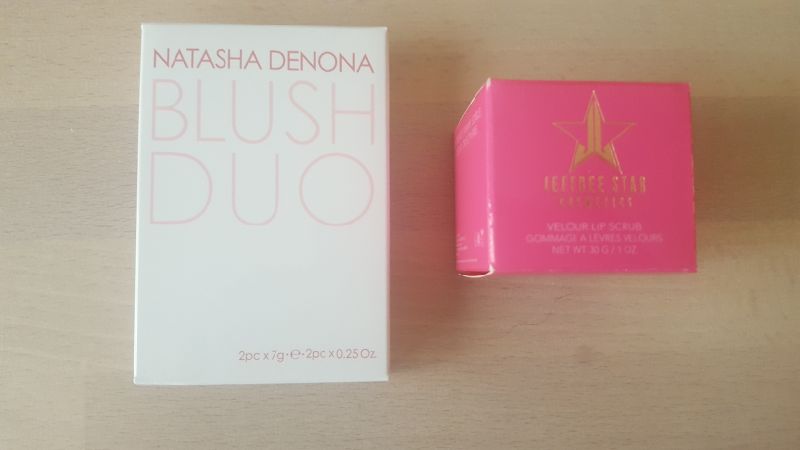 NATASHA DENONA
BLUSH
DUO
2pc x 7g · ℮ · 2pc x 0.25 Oz.
JEFFREE STAR
COSMETICS
VELOUR LIP SCRUB
GOMMAGE A LÈVRES VELOURS
NET WT. 30 G / 1 OZ.